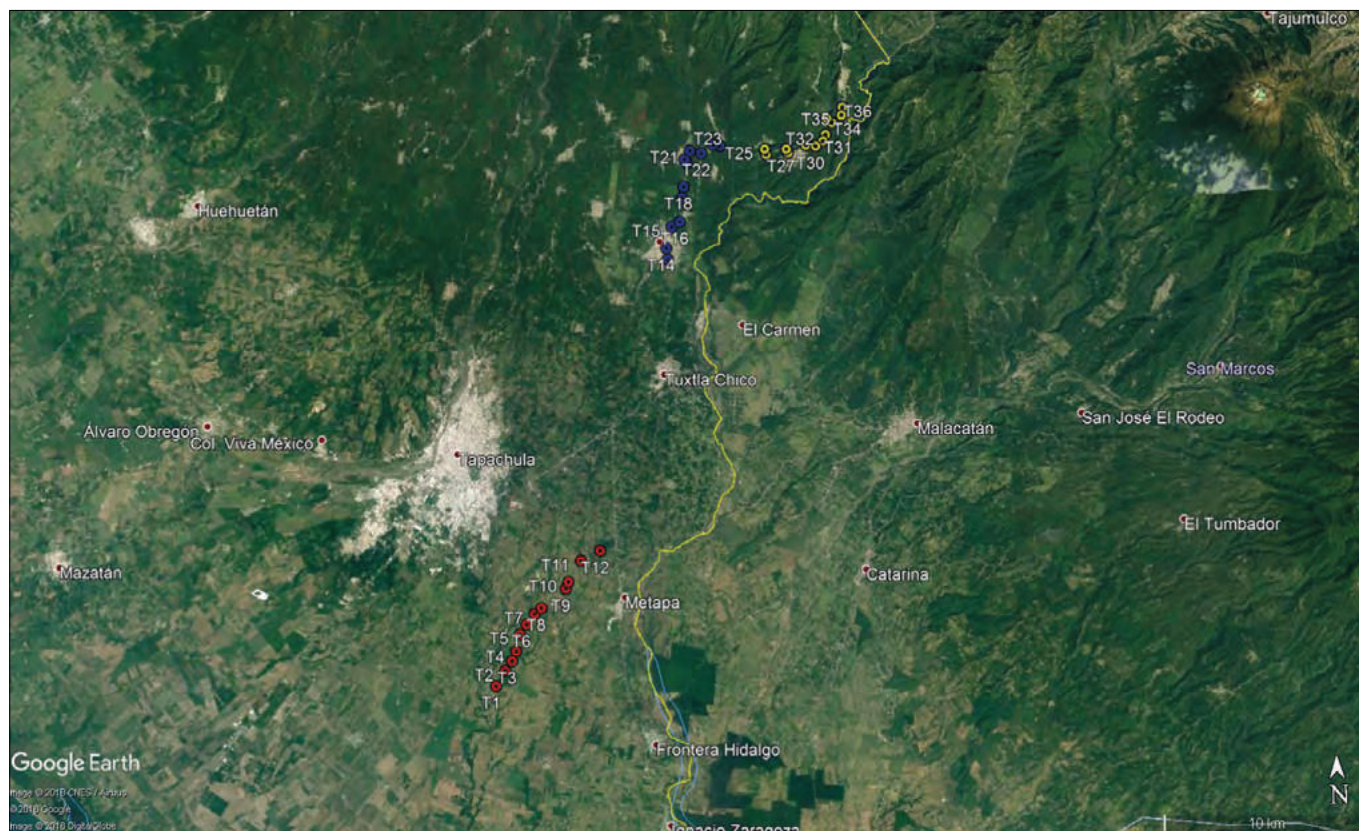 Tajumulco
T36
T35
T34
T23
T32
T31
T21
T25
T30
T27
T22
T18
Huehuetán
T15
T16
T14
El Carmen
San Marcos
Tuxtla Chico
San José El Rodeo
Álvaro Obregón
Malacatán
Col. Viva México
Tapachula
El Tumbador
T11
T12
Mazatán
Catarina
T10
Metapa
T9
T7
T8
T5
T6
T4
T2
T3
T1
Frontera Hidalgo
Google Earth
Image © 2018 CNES / Airbus
© 2018 Google
Image © 2018 DigitalGlobe
N
10 km
Ignacio Zaragoza